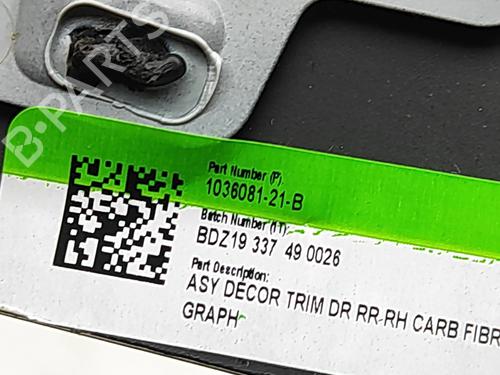 B-PARTS
Part Number (P):
1036081-21-B
Batch Number (1T):
BDZ19 337 49 0026
Part Description:
ASY DECOR TRIM DR RR RH CARB FIBR
GRAPH